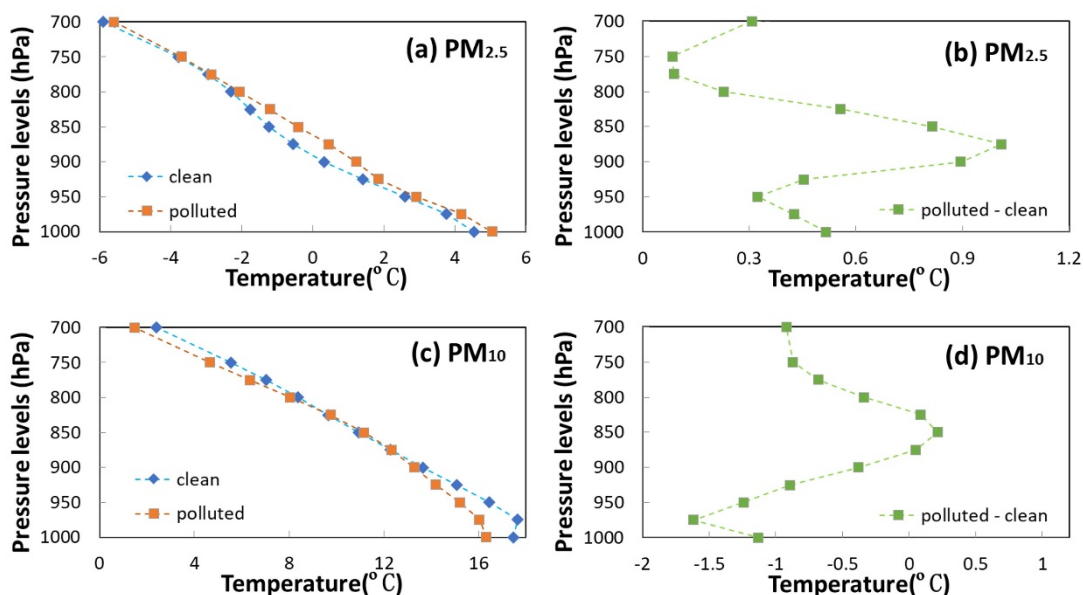 700
750
800
850
900
950
1000
Pressure levels (hPa)
(a) PM2.5
clean
polluted
-6 -4 -2 0 2 4 6
Temperature(° C)
700
750
800
850
900
950
1000
Pressure levels (hPa)
(b) PM2.5
polluted - clean
0 0.3 0.6 0.9 1.2
Temperature(° C)
700
750
800
850
900
950
1000
Pressure levels (hPa)
(c) PM10
clean
polluted
0 4 8 12 16
Temperature(° C)
700
750
800
850
900
950
1000
Pressure levels (hPa)
(d) PM10
polluted - clean
-2 -1.5 -1 -0.5 0 0.5 1
Temperature(° C)